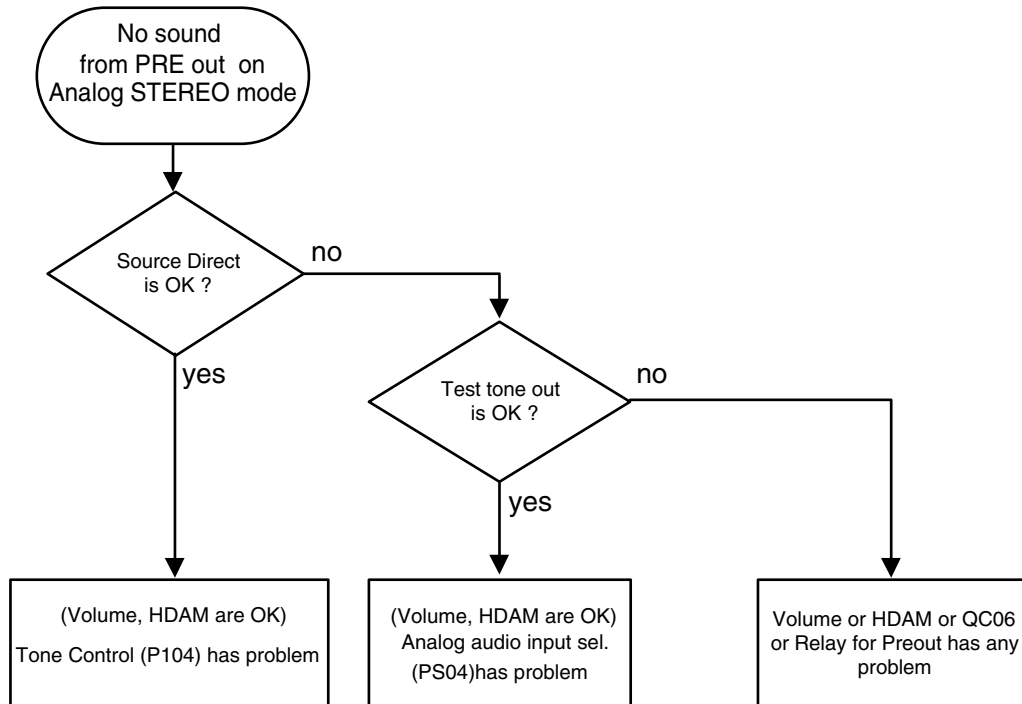 No sound
from PRE out on
Analog STEREO mode
Source Direct
is OK ?
no
yes
Test tone out
is OK ?
no
yes
(Volume, HDAM are OK)
Tone Control (P104) has problem
(Volume, HDAM are OK)
Analog audio input sel.
(PS04)has problem
Volume or HDAM or QC06
or Relay for Preout has any
problem